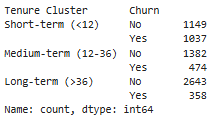 Tenure Cluster Churn
Short-term (<12) No 1149
Yes 1037
Medium-term (12-36) No 1382
Yes 474
Long-term (>36) No 2643
Yes 358
Name: count, dtype: int64